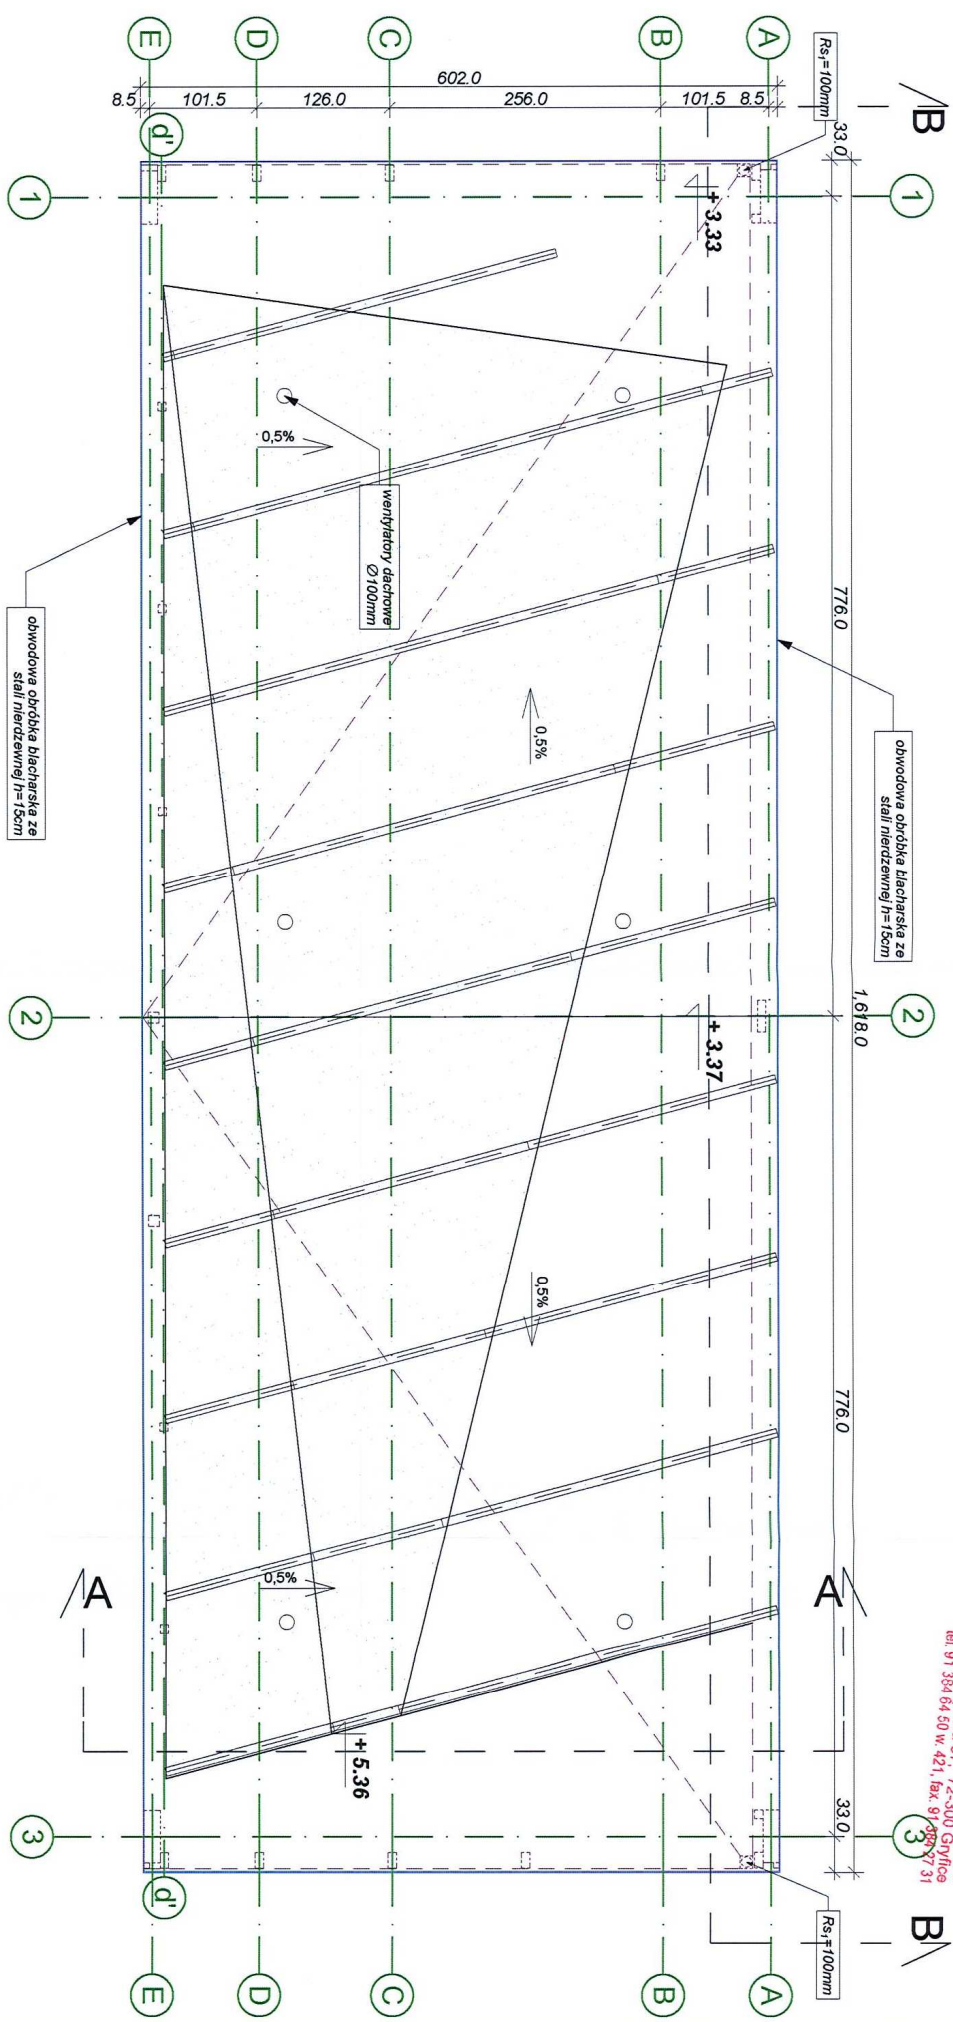 E
D
C
B
A
602.0
8.5
101.5
126.0
256.0
101.5
8.5
Rs₁=100mm
B
33.0
d'
1
1
+ 3,33
0,5%
wentylatory dachowe
Ø100mm
776.0
obwodowa obróbka blacharska ze
stali nierdzewnej h=15cm
obwodowa obróbka blacharska ze
stali nierdzewnej h=15cm
0,5%
2
2
1,618.0
+ 3.37
0,5%
776.0
A
A
0,5%
+ 5.36
33.0
3
3
72-300 Gryfice
tel. 91 384 64 50 w. 421, fax. 91 384 27 31
d'
Rs₁=100mm
B
E
D
C
B
A